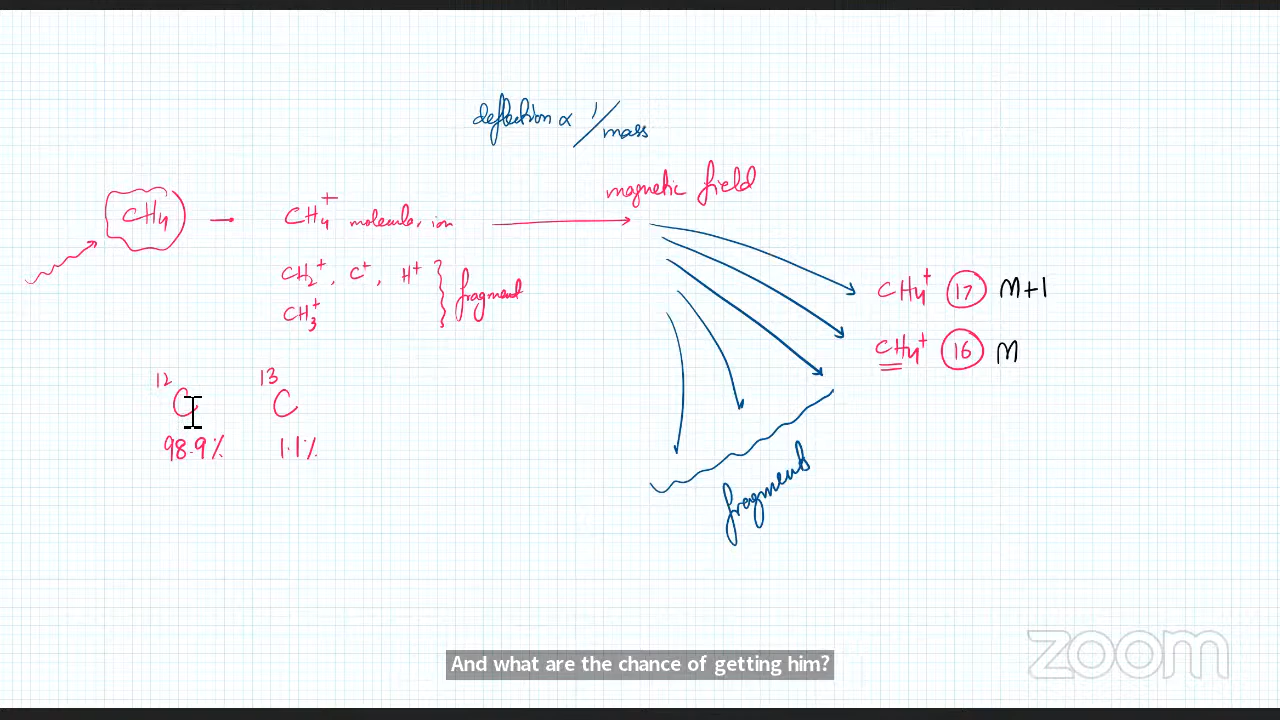 deflection ∝ 1/mass
magnetic field
CH4 — CH4+ molecular ion
CH2+, C+, H+ } fragment
CH3+
CH4+ 17 M+1
CH4+ 16 M
12C 13C
98.9% 1.1%
fragment
zoom
And what are the chance of getting him?